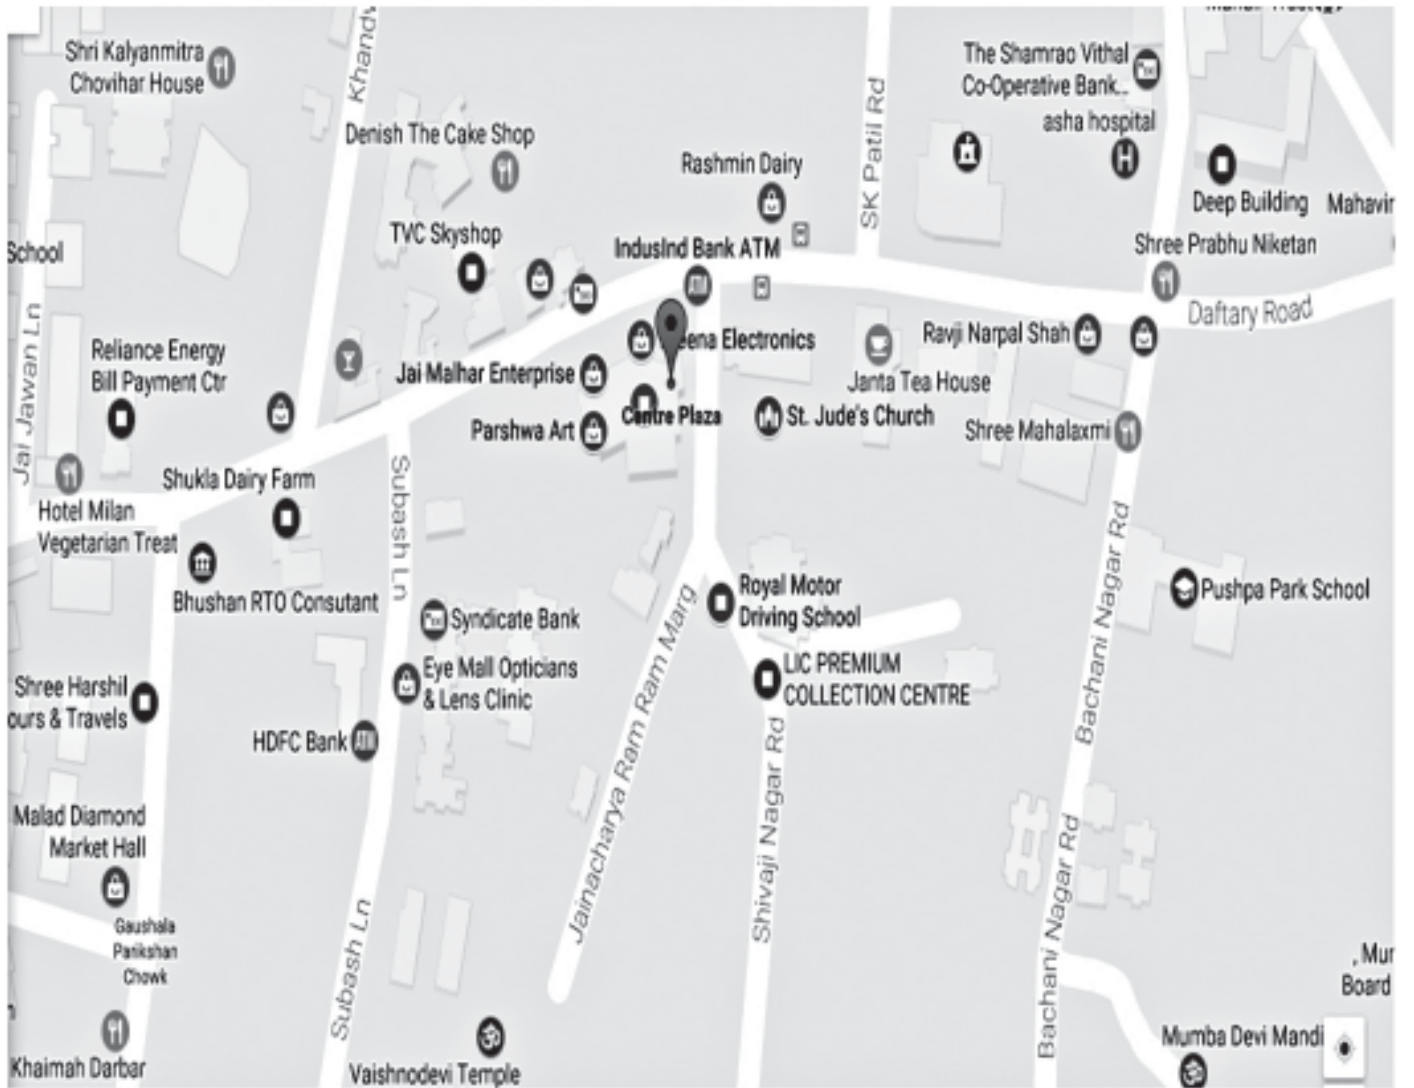 Shri Kalyanmitra
Chovihar House
The Shamrao Vithal
Co-Operative Bank...
asha hospital
Denish The Cake Shop
Rashmin Dairy
SK Patil Rd
Deep Building
Mahavir
TVC Skyshop
IndusInd Bank ATM
Shree Prabhu Niketan
School
Daftary Road
Jai Jawan Ln
Reliance Energy
Bill Payment Ctr
eena Electronics
Ravji Narpal Shah
Jai Malhar Enterprise
Janta Tea House
Centre Plaza
St. Jude's Church
Parshwa Art
Shree Mahalaxmi
Shukla Dairy Farm
Hotel Milan
Vegetarian Treat
Subash Ln
Bhushan RTO Consutant
Royal Motor
Driving School
Pushpa Park School
Syndicate Bank
Bachani Nagar Rd
Eye Mall Opticians
& Lens Clinic
LIC PREMIUM
COLLECTION CENTRE
Shree Harshil
ours & Travels
HDFC Bank
ATM
Jainacharya Ram Ram Marg
Shivaji Nagar Rd
Malad Diamond
Market Hall
Gaushala
Parikshan
Chowk
Subash Ln
Bachani Nagar Rd
Bachani Nagar Rd
, Mur
Board
Khaimah Darbar
Vaishnodevi Temple
Mumba Devi Mandi